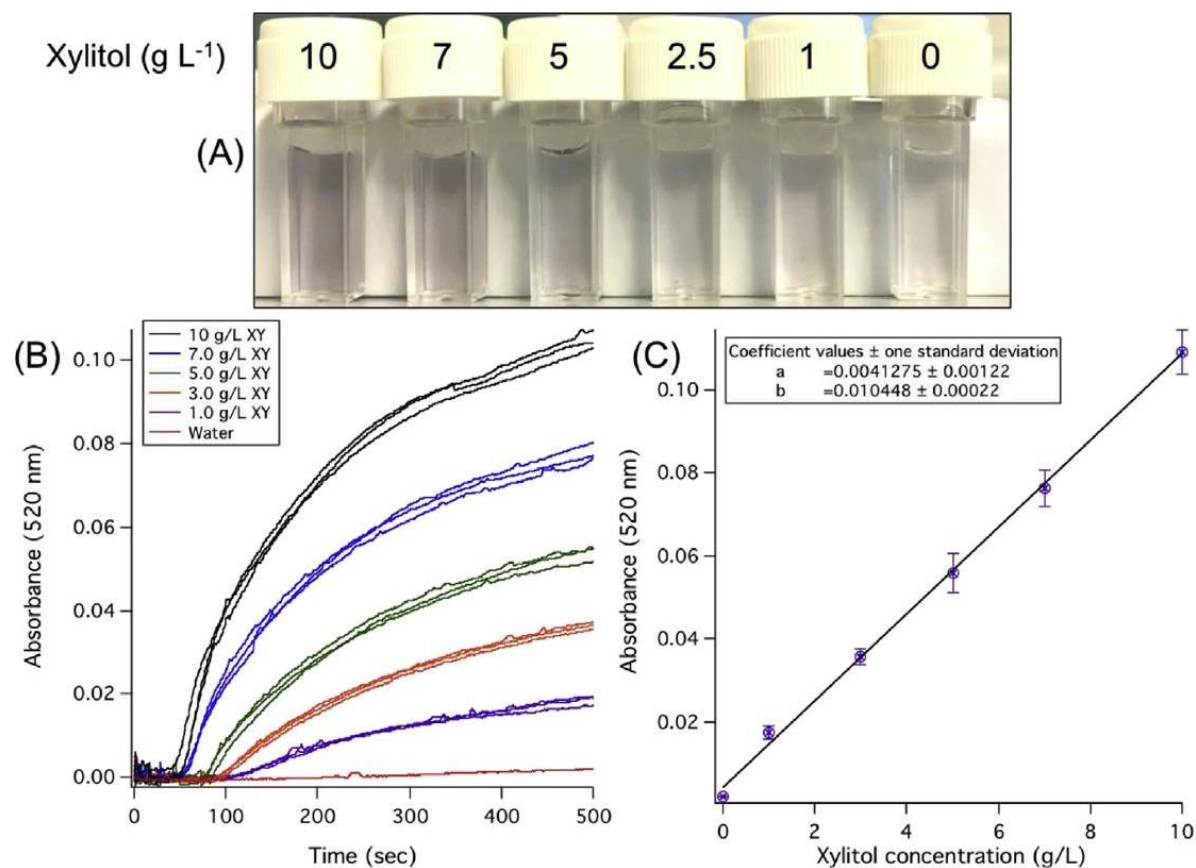 Xylitol (g L⁻¹) 10 7 5 2.5 1 0
(A)
(B)
10 g/L XY
7.0 g/L XY
5.0 g/L XY
3.0 g/L XY
1.0 g/L XY
Water
0.10
0.08
0.06
0.04
0.02
0.00
Absorbance (520 nm)
0 100 200 300 400 500
Time (sec)
(C)
Coefficient values ± one standard deviation
a =0.0041275 ± 0.00122
b =0.010448 ± 0.00022
0.10
0.08
0.06
0.04
0.02
Absorbance (520 nm)
0 2 4 6 8 10
Xylitol concentration (g/L)